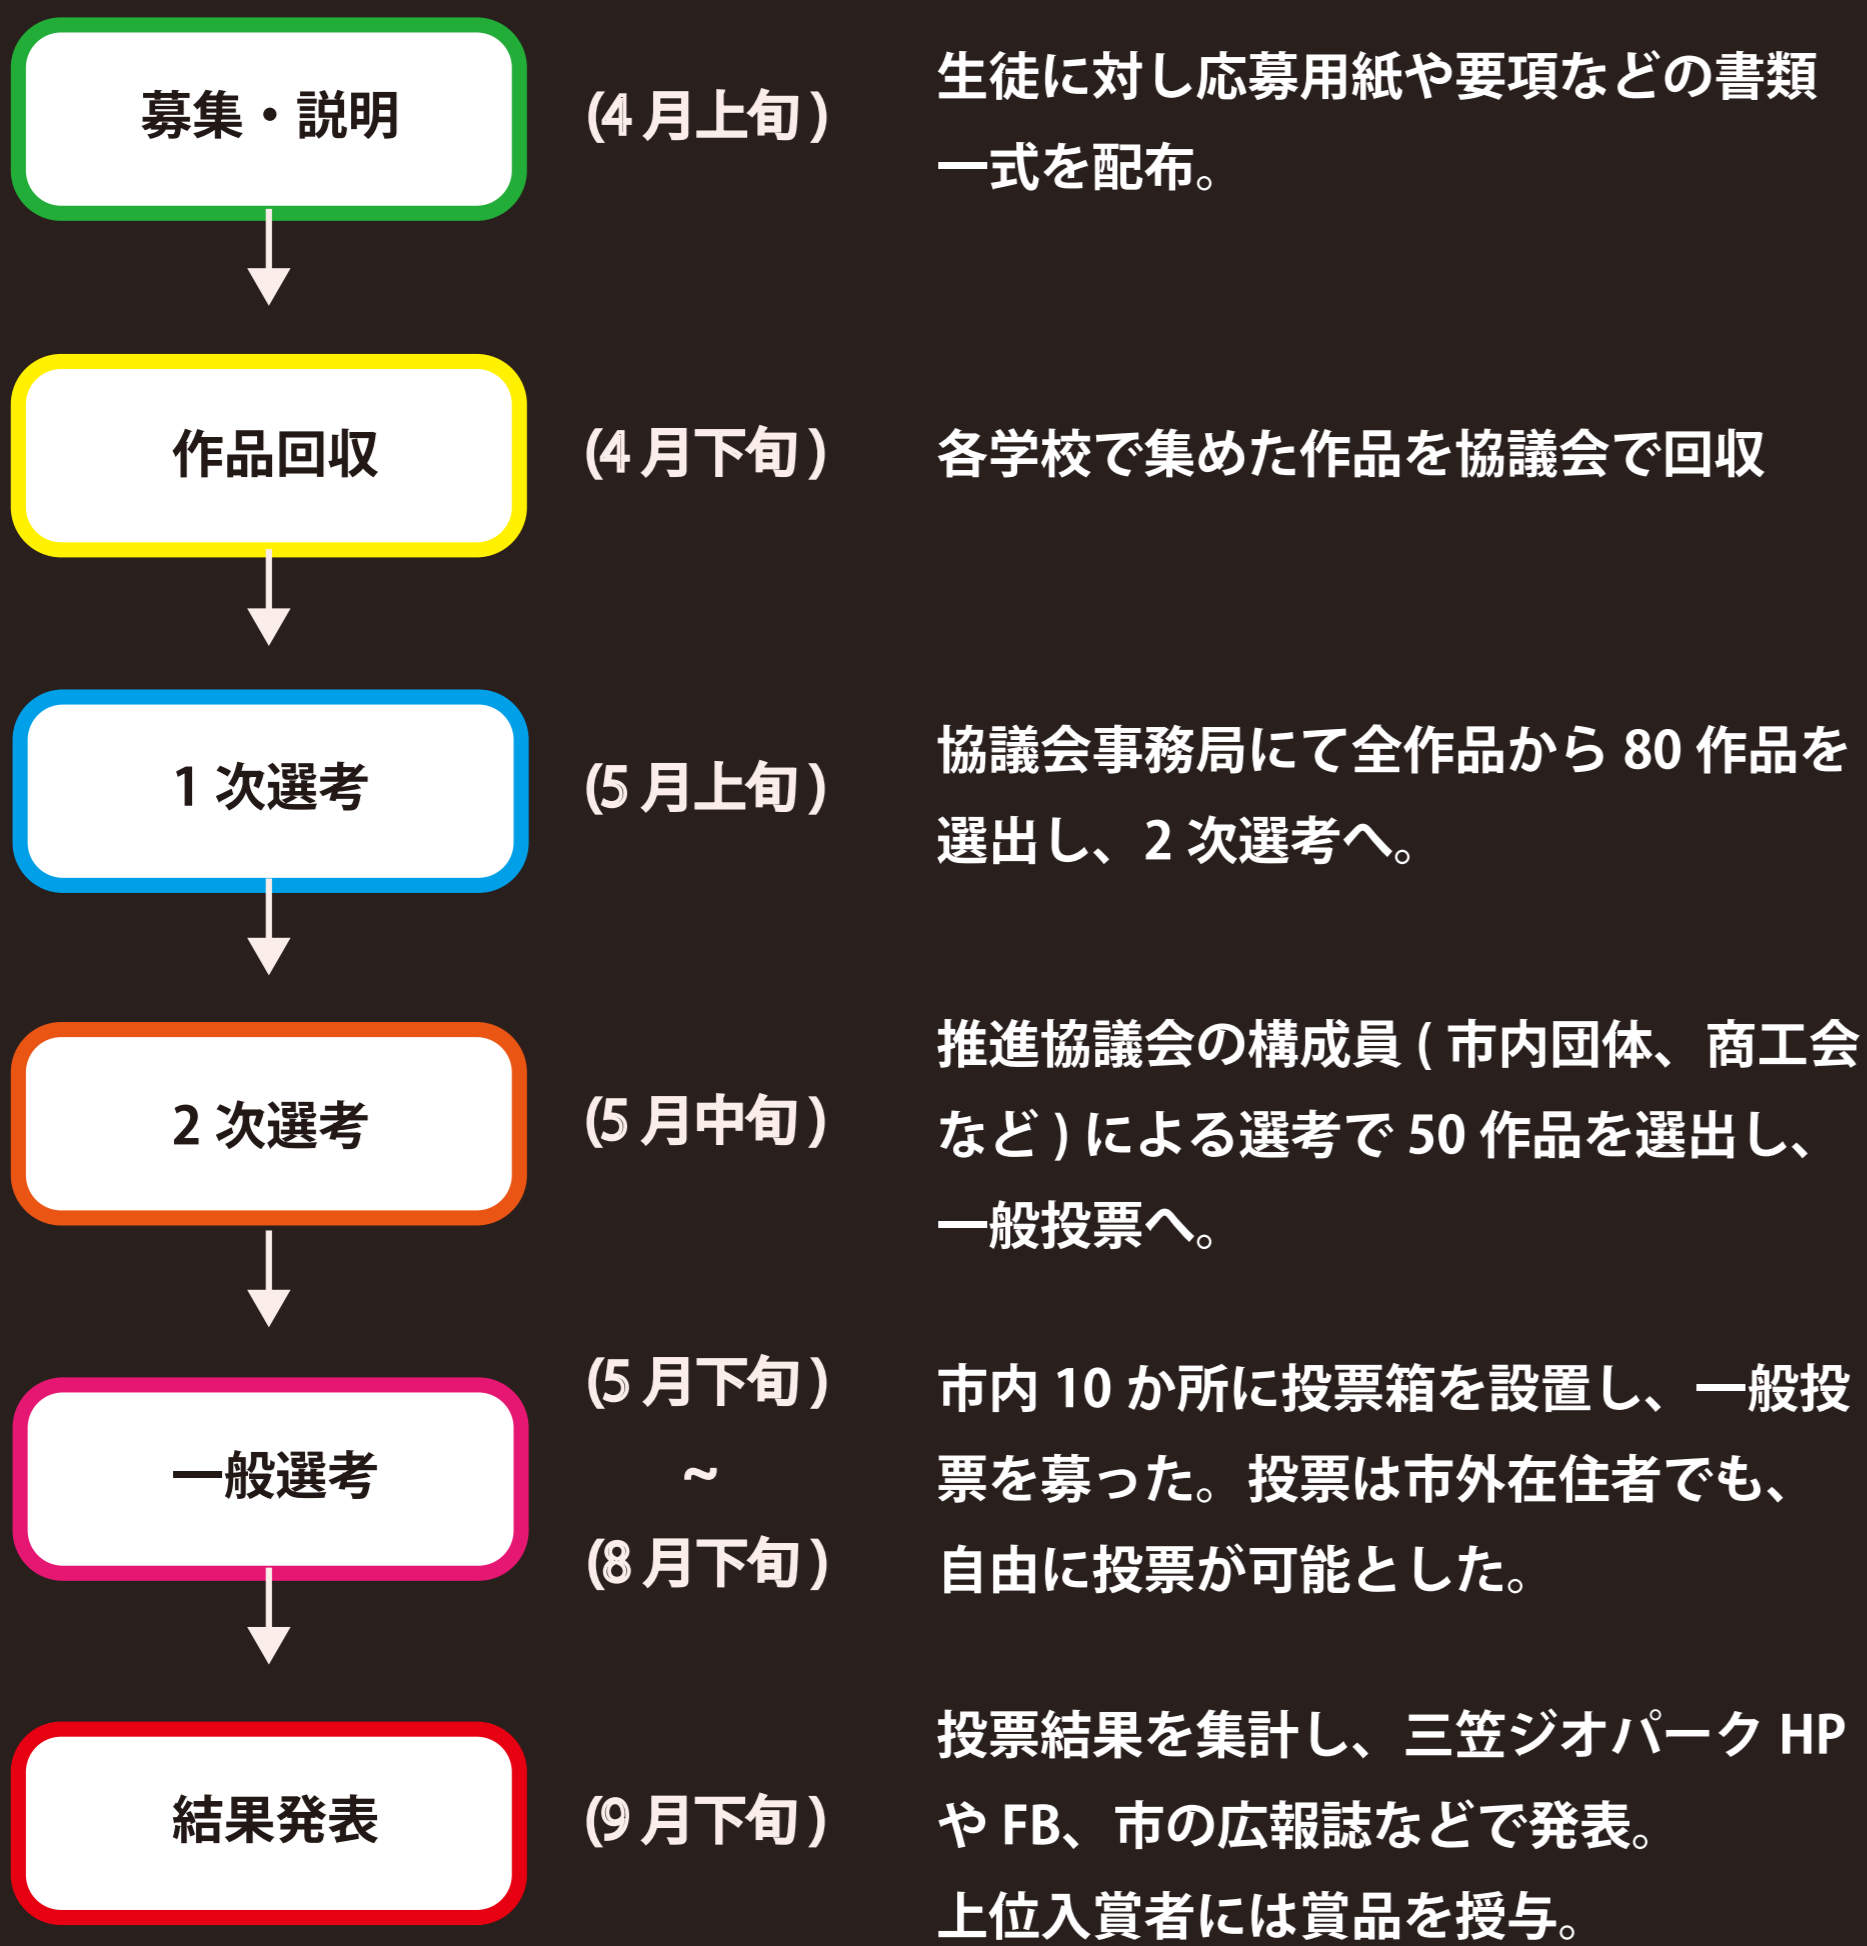 募集・説明
(4 月上旬 )
生徒に対し応募用紙や要項などの書類
一式を配布。
作品回収
(4 月下旬 )
各学校で集めた作品を協議会で回収
1 次選考
(5 月上旬 )
協議会事務局にて全作品から 80 作品を
選出し、2 次選考へ。
2 次選考
(5 月中旬 )
推進協議会の構成員 ( 市内団体、商工会
など ) による選考で 50 作品を選出し、
一般投票へ。
一般選考
(5 月下旬 )
~
(8 月下旬 )
市内 10 か所に投票箱を設置し、一般投
票を募った。投票は市外在住者でも、
自由に投票が可能とした。
結果発表
(9 月下旬 )
投票結果を集計し、三笠ジオパーク HP
や FB、市の広報誌などで発表。
上位入賞者には賞品を授与。